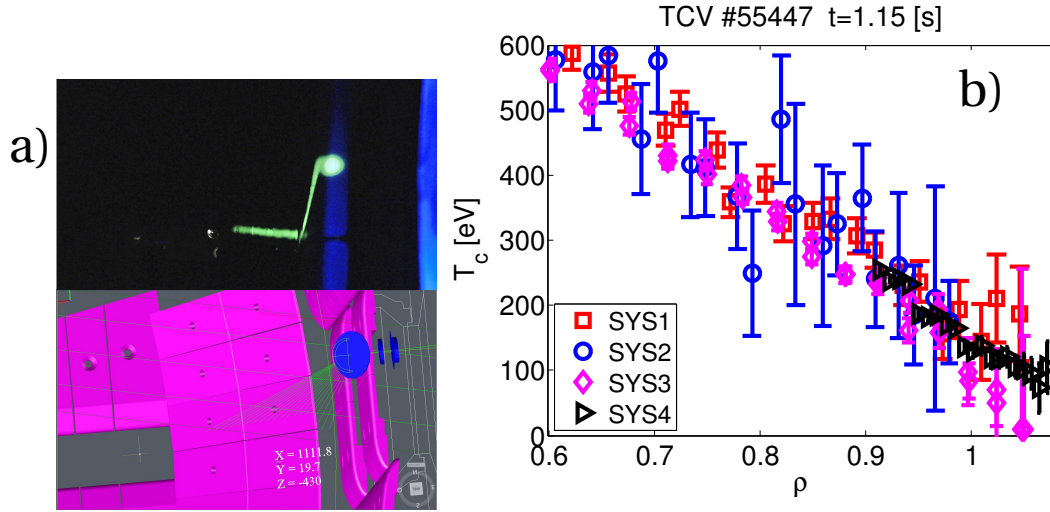 a)
X = 1111.8
Y = 19.7
Z = -430
TCV #55447 t=1.15 [s]
b)
600
500
400
300
200
100
0
T_c [eV]
SYS1
SYS2
SYS3
SYS4
0.6
0.7
0.8
0.9
1
ρ